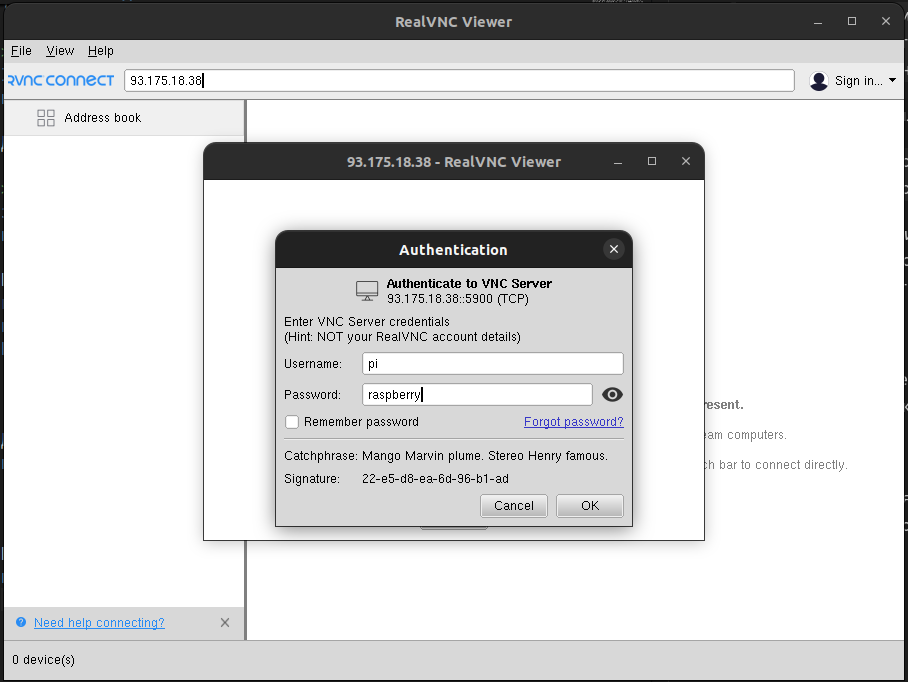 RealVNC Viewer
File View Help
RVNC CONNECT 93.175.18.38 Sign in...
Address book
93.175.18.38 - RealVNC Viewer
Authentication
Authenticate to VNC Server
93.175.18.38::5900 (TCP)
Enter VNC Server credentials
(Hint: NOT your RealVNC account details)
Username: pi
Password: raspberry
resent.
Remember password Forgot password?
eam computers.
Catchphrase: Mango Marvin plume. Stereo Henry famous.
ch bar to connect directly.
Signature: 22-e5-d8-ea-6d-96-b1-ad
Cancel OK
Need help connecting?
0 device(s)